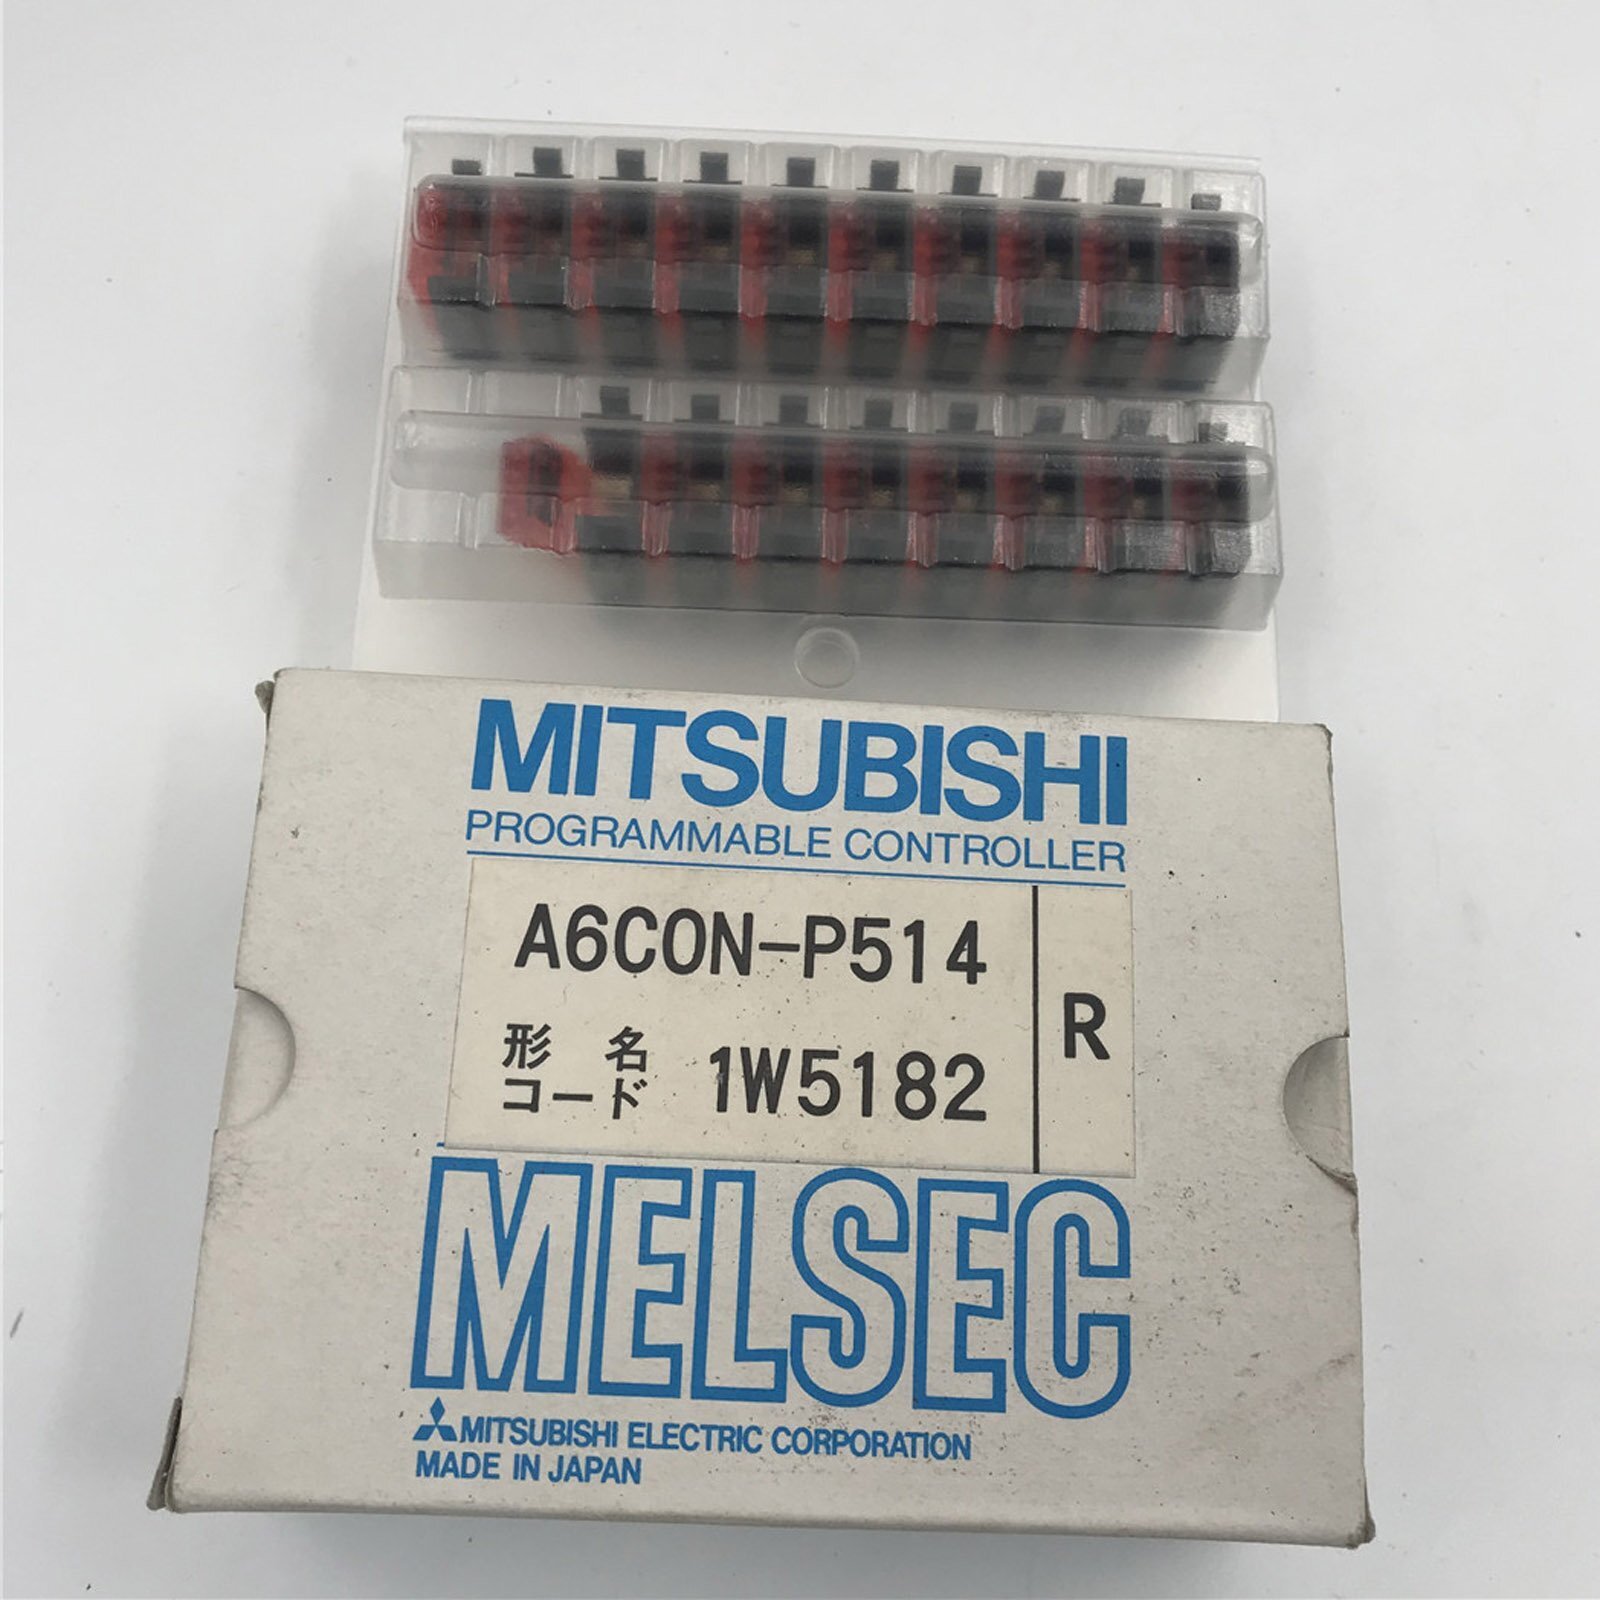 MITSUBISHI
PROGRAMMABLE CONTROLLER
A6CON-P514
R
形名
コード 1W5182
MELSEC
MITSUBISHI ELECTRIC CORPORATION
MADE IN JAPAN